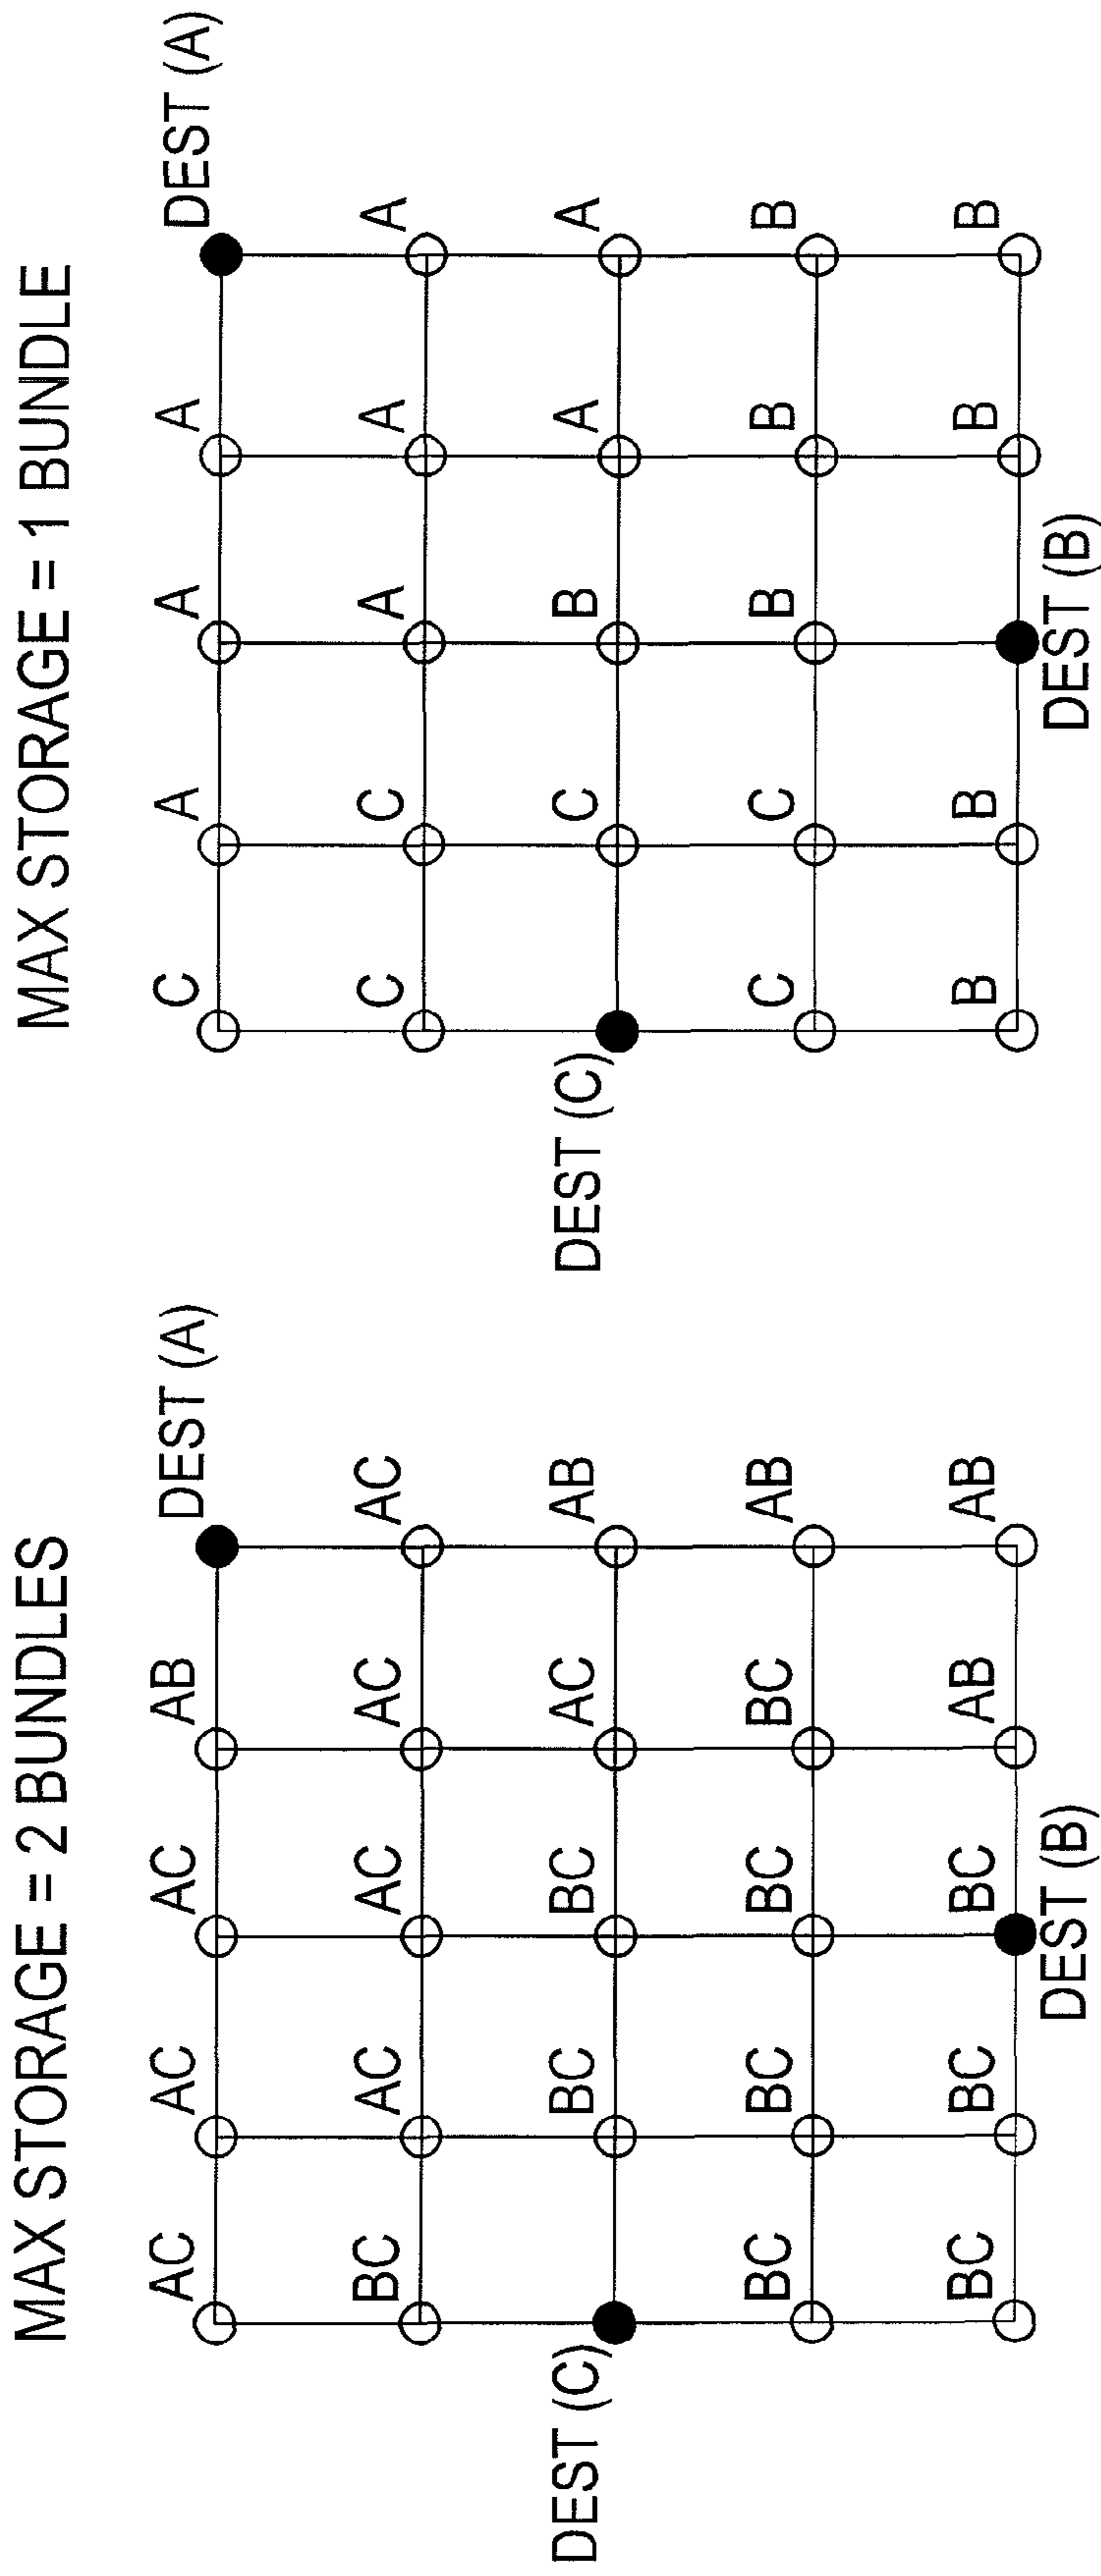 MAX STORAGE = 2 BUNDLES
AC AC AC AB DEST (A)
BC AC AC AC AC
DEST (C) BC BC AC AB
BC BC BC BC AB
BC BC BC AB AB
DEST (B)
MAX STORAGE = 1 BUNDLE
C A A A DEST (A)
C C A A A
DEST (C) C B A A
C C B B B
B B B B
DEST (B)